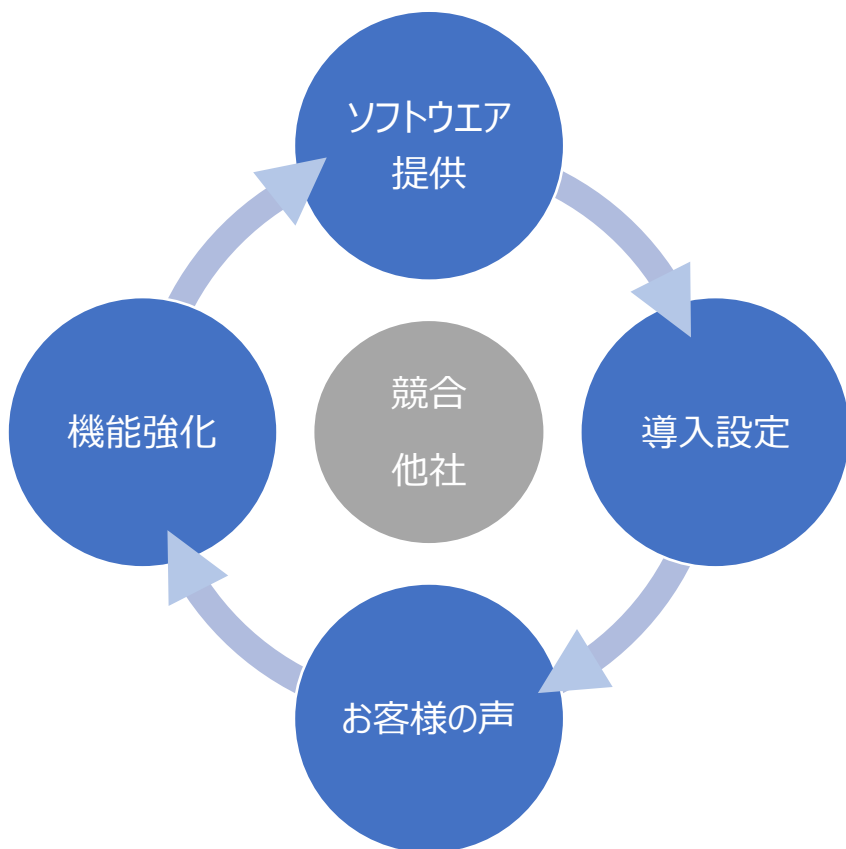 ソフトウエア
提供
機能強化
競合
他社
導入設定
お客様の声